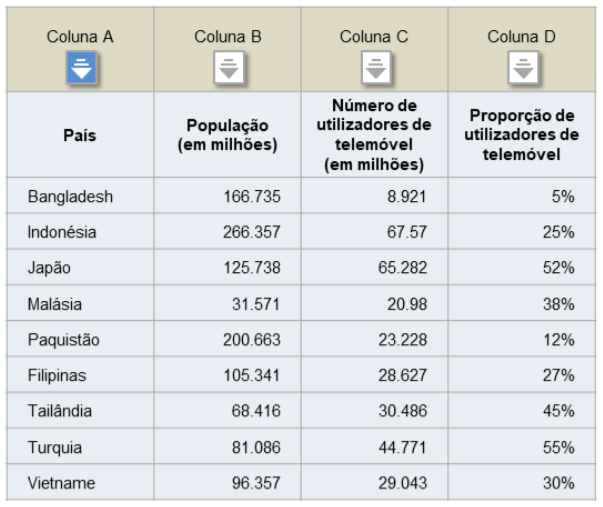 Coluna A Coluna B Coluna C Coluna D
País População (em milhões) Número de utilizadores de telemóvel (em milhões) Proporção de utilizadores de telemóvel
Bangladesh 166.735 8.921 5%
Indonésia 266.357 67.57 25%
Japão 125.738 65.282 52%
Malásia 31.571 20.98 38%
Paquistão 200.663 23.228 12%
Filipinas 105.341 28.627 27%
Tailândia 68.416 30.486 45%
Turquia 81.086 44.771 55%
Vietname 96.357 29.043 30%